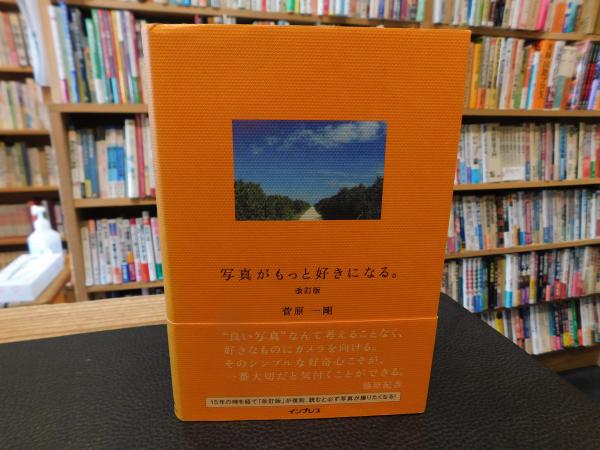 写真がもっと好きになる。
改訂版
菅原 一剛
“良い写真”なんて考えることなく、
好きなものにカメラを向ける。
そのシンプルな好奇心こそが、
一番大切だと気付くことができる。
藤原紀香
15年の時を経て「改訂版」が復刻、読むと必ず写真が撮りたくなる!
インプレス